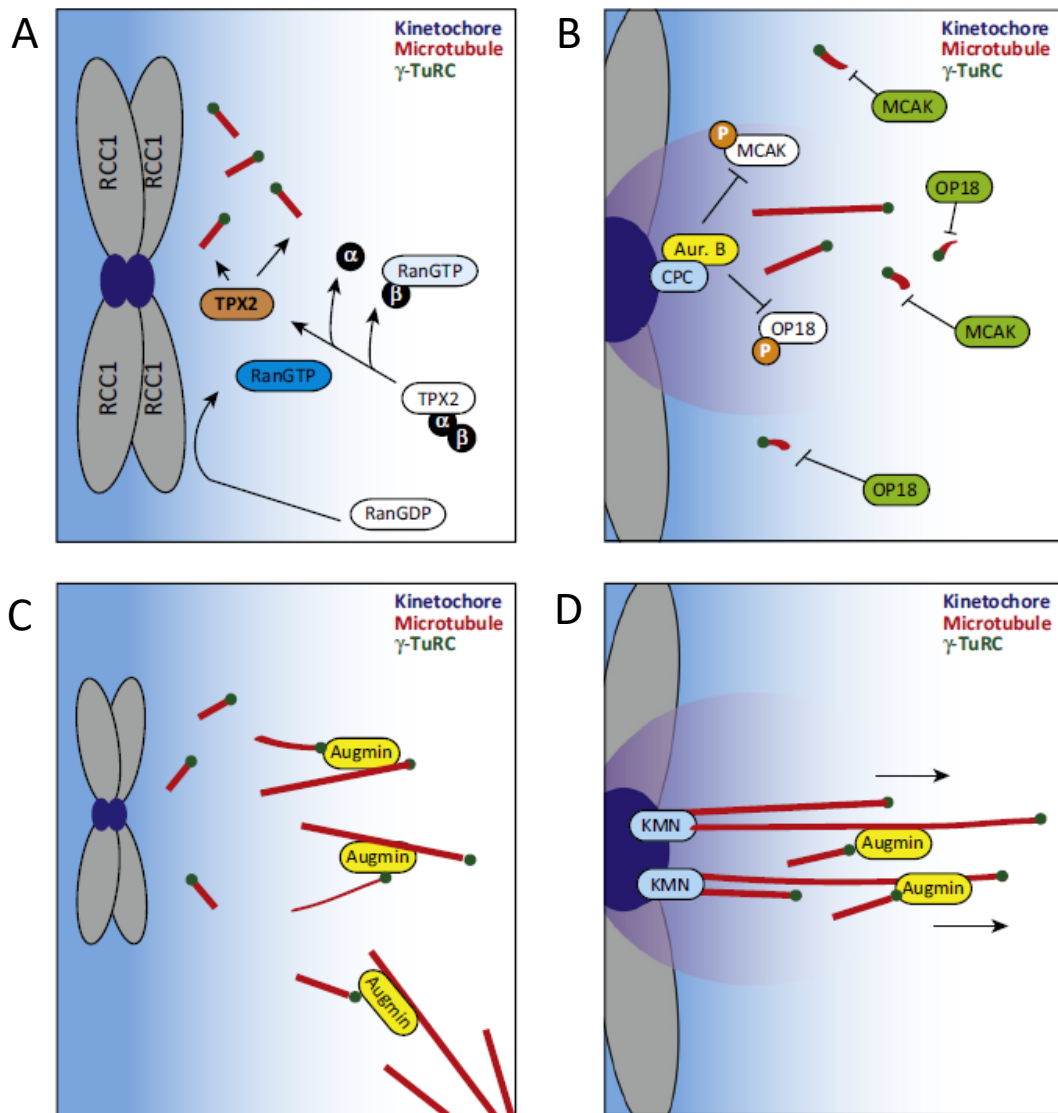 A
Kinetochore
Microtubule
γ-TuRC
RCC1
RCC1
α
RanGTP
β
TPX2
RanGTP
TPX2
α
β
RCC1
RCC1
RanGDP
B
Kinetochore
Microtubule
γ-TuRC
MCAK
P
MCAK
OP18
Aur. B
CPC
OP18
P
MCAK
OP18
C
Kinetochore
Microtubule
γ-TuRC
Augmin
Augmin
Augmin
D
Kinetochore
Microtubule
γ-TuRC
KMN
Augmin
KMN
Augmin